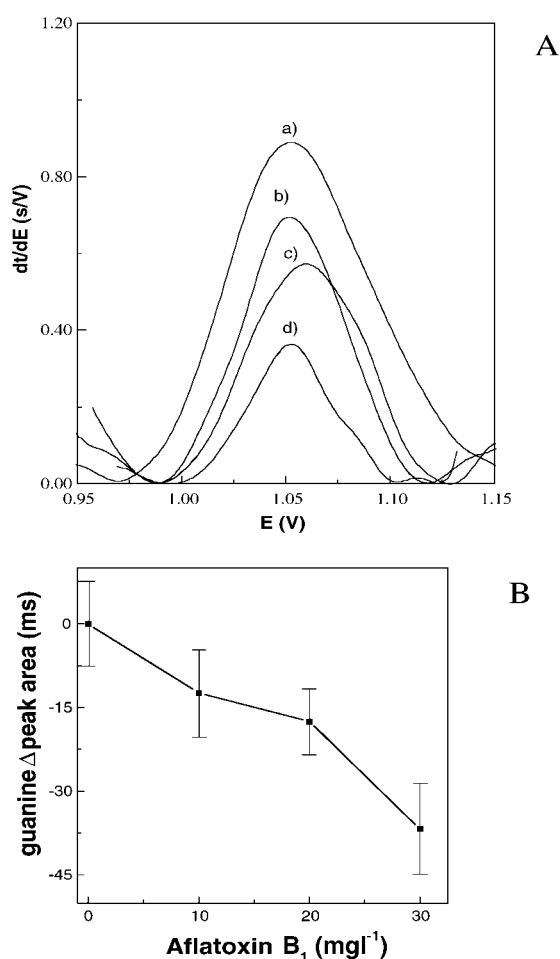 A
1.20
a)
0.80
b)
c)
0.40
d)
0.00
dt/dE (s/V)
0.95 1.00 1.05 1.10 1.15
E (V)
B
0
-15
-30
-45
guanine Δpeak area (ms)
0 10 20 30
Aflatoxin B₁ (mgl⁻¹)